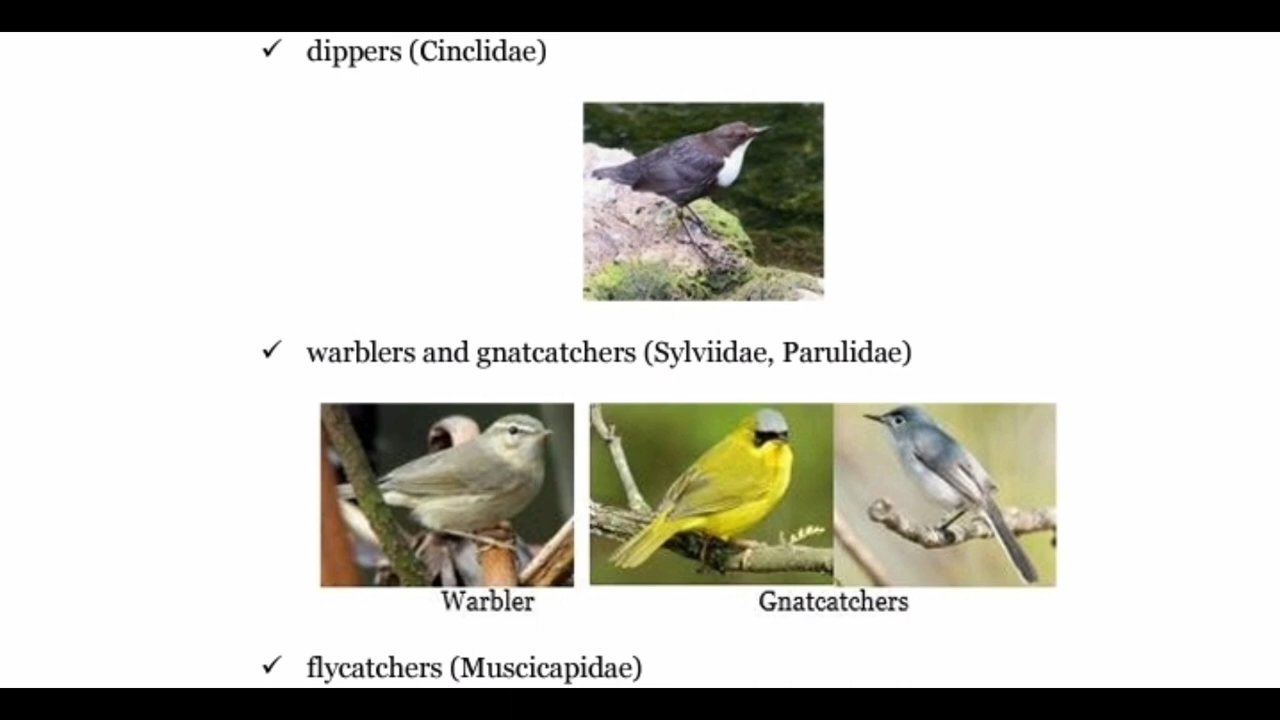 ✓ dippers (Cinclidae)
✓ warblers and gnatcatchers (Sylviidae, Parulidae)
Warbler
Gnatcatchers
✓ flycatchers (Muscicapidae)